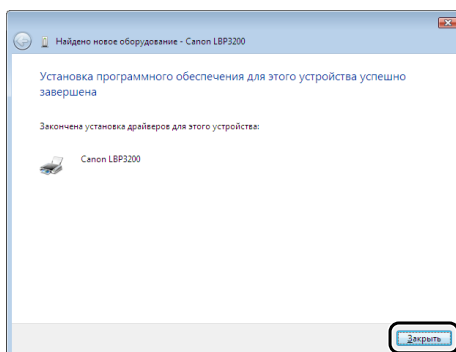 Найдено новое оборудование - Canon LBP3200
Установка программного обеспечения для этого устройства успешно
завершена
Закончена установка драйверов для этого устройства:
Canon LBP3200
Закрыть